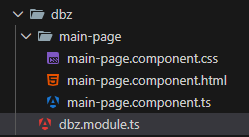 dbz
main-page
main-page.component.css
main-page.component.html
main-page.component.ts
dbz.module.ts